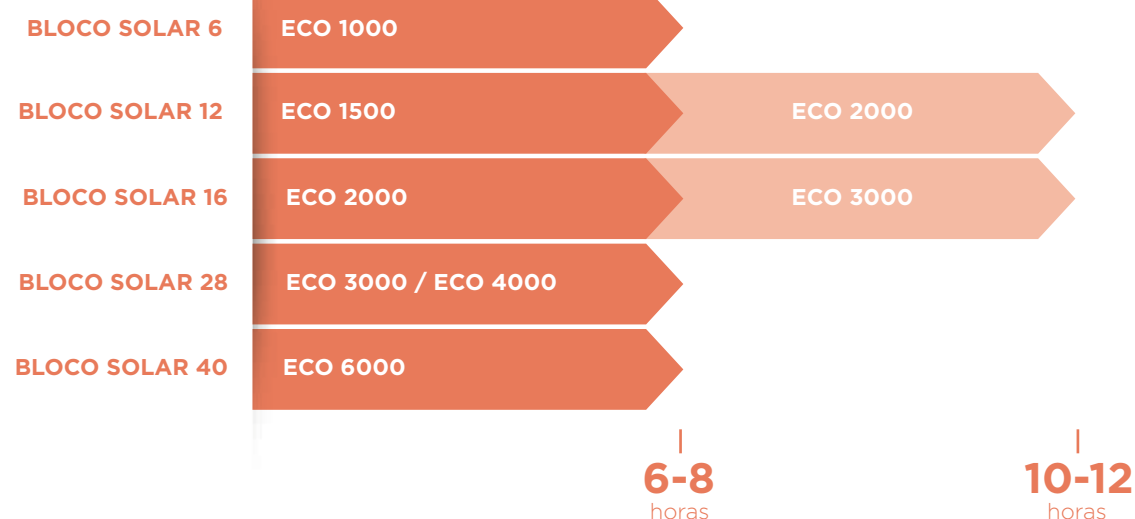 BLOCO SOLAR 6 ECO 1000
BLOCO SOLAR 12 ECO 1500 ECO 2000
BLOCO SOLAR 16 ECO 2000 ECO 3000
BLOCO SOLAR 28 ECO 3000 / ECO 4000
BLOCO SOLAR 40 ECO 6000
6-8 10-12
horas horas